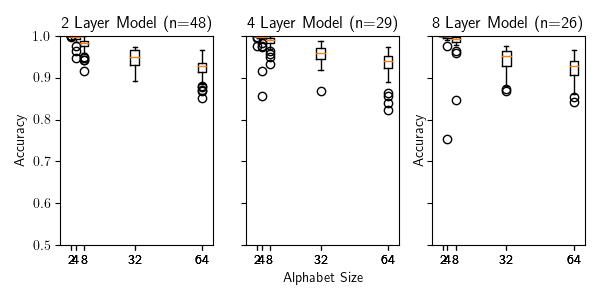 2 Layer Model (n=48)
4 Layer Model (n=29)
8 Layer Model (n=26)
1.0
0.9
0.8
0.7
0.6
0.5
Accuracy
Accuracy
2 4 8 32 64
2 4 8 32 64
2 4 8 32 64
Alphabet Size